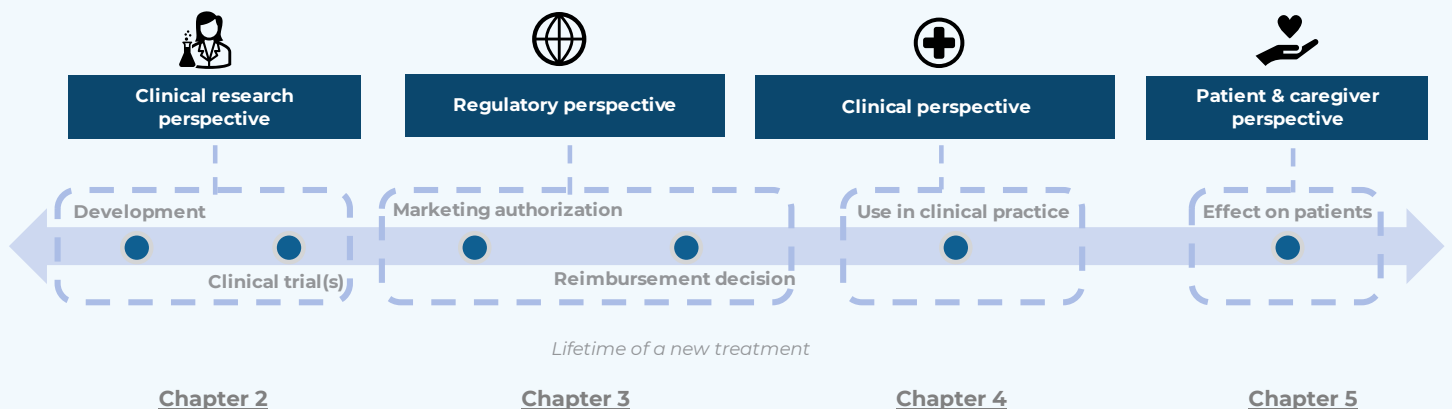 Clinical research
perspective
Regulatory perspective
Clinical perspective
Patient & caregiver
perspective
Development
Marketing authorization
Use in clinical practice
Effect on patients
Clinical trial(s)
Reimbursement decision
Lifetime of a new treatment
Chapter 2
Chapter 3
Chapter 4
Chapter 5